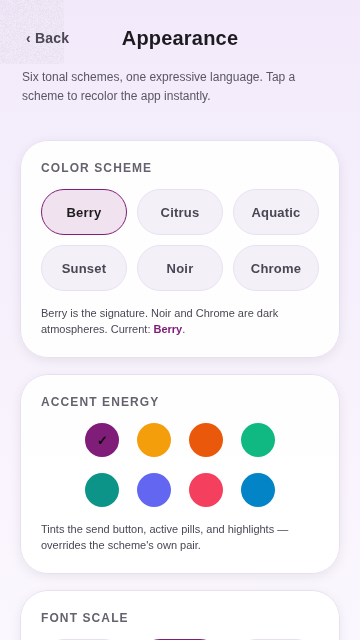 ‹ Back
Appearance
Six tonal schemes, one expressive language. Tap a
scheme to recolor the app instantly.
COLOR SCHEME
Berry
Citrus
Aquatic
Sunset
Noir
Chrome
Berry is the signature. Noir and Chrome are dark
atmospheres. Current: Berry.
ACCENT ENERGY
✓
Tints the send button, active pills, and highlights —
overrides the scheme's own pair.
FONT SCALE